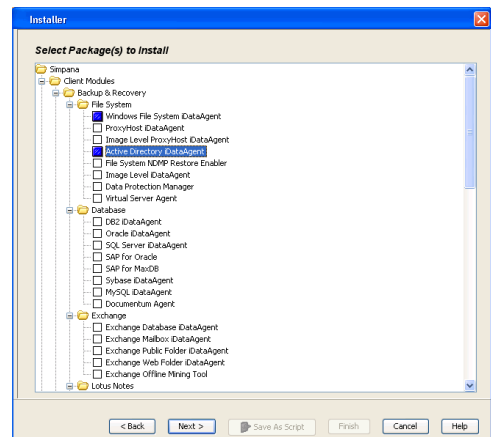 Installer
Select Package(s) to Install
Simpana
Client Modules
Backup & Recovery
File System
Windows File System iDataAgent
ProxyHost iDataAgent
Image Level ProxyHost iDataAgent
Active Directory iDataAgent
File System NDMP Restore Enabler
Image Level iDataAgent
Data Protection Manager
Virtual Server Agent
Database
DB2 iDataAgent
Oracle iDataAgent
SQL Server iDataAgent
SAP for Oracle
SAP for MaxDB
Sybase iDataAgent
MySQL iDataAgent
Documentum Agent
Exchange
Exchange Database iDataAgent
Exchange Mailbox iDataAgent
Exchange Public Folder iDataAgent
Exchange Web Folder iDataAgent
Exchange Offline Mining Tool
Lotus Notes
< Back Next > Save As Script Finish Cancel Help